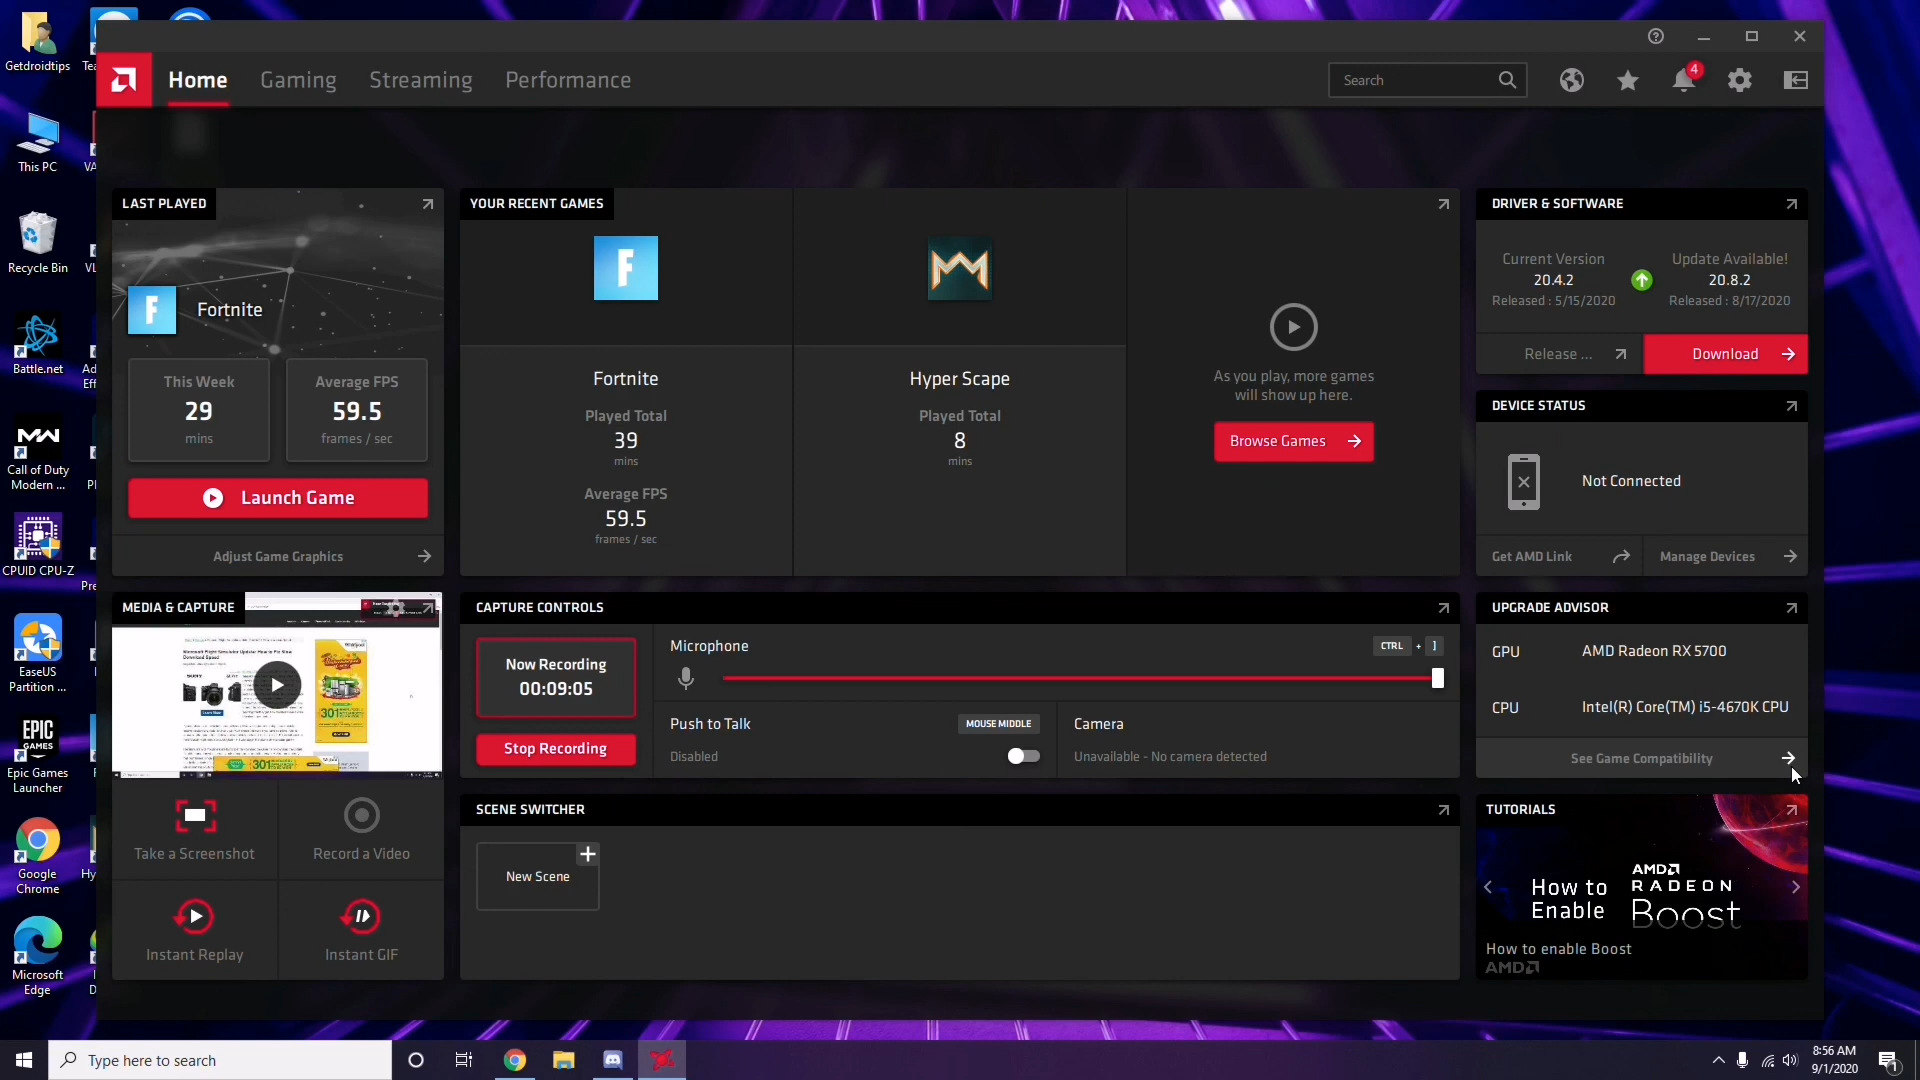 Getdroidtips
This PC
Recycle Bin
Battle.net
Call of Duty
Modern ...
CPUID CPU-Z
EaseUS
Partition ...
Epic Games
Launcher
EPIC
GAMES
Google
Chrome
Microsoft
Edge
Home
Gaming
Streaming
Performance
Search
4
LAST PLAYED
F
Fortnite
This Week
29
mins
Average FPS
59.5
frames / sec
Launch Game
Adjust Game Graphics
YOUR RECENT GAMES
F
Fortnite
Played Total
39
mins
Average FPS
59.5
frames / sec
Hyper Scape
Played Total
8
mins
As you play, more games
will show up here.
Browse Games
DRIVER & SOFTWARE
Current Version
20.4.2
Released : 5/15/2020
Update Available!
20.8.2
Released : 8/17/2020
Release ...
Download
DEVICE STATUS
Not Connected
Get AMD Link
Manage Devices
MEDIA & CAPTURE
Take a Screenshot
Record a Video
Instant Replay
Instant GIF
CAPTURE CONTROLS
Now Recording
00:09:05
Stop Recording
Microphone
CTRL + ]
Push to Talk
MOUSE MIDDLE
Disabled
Camera
Unavailable - No camera detected
SCENE SWITCHER
New Scene
UPGRADE ADVISOR
GPU
AMD Radeon RX 5700
CPU
Intel(R) Core(TM) i5-4670K CPU
See Game Compatibility
TUTORIALS
How to
Enable
AMD
RADEON
Boost
How to enable Boost
AMD
Type here to search
8:56 AM
9/1/2020
1